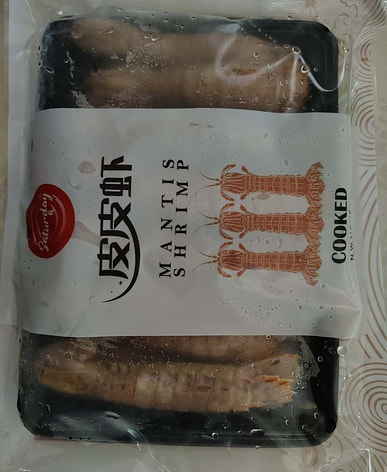 Saturday
皮皮虾
MANTIS
SHRIMP
COOKED